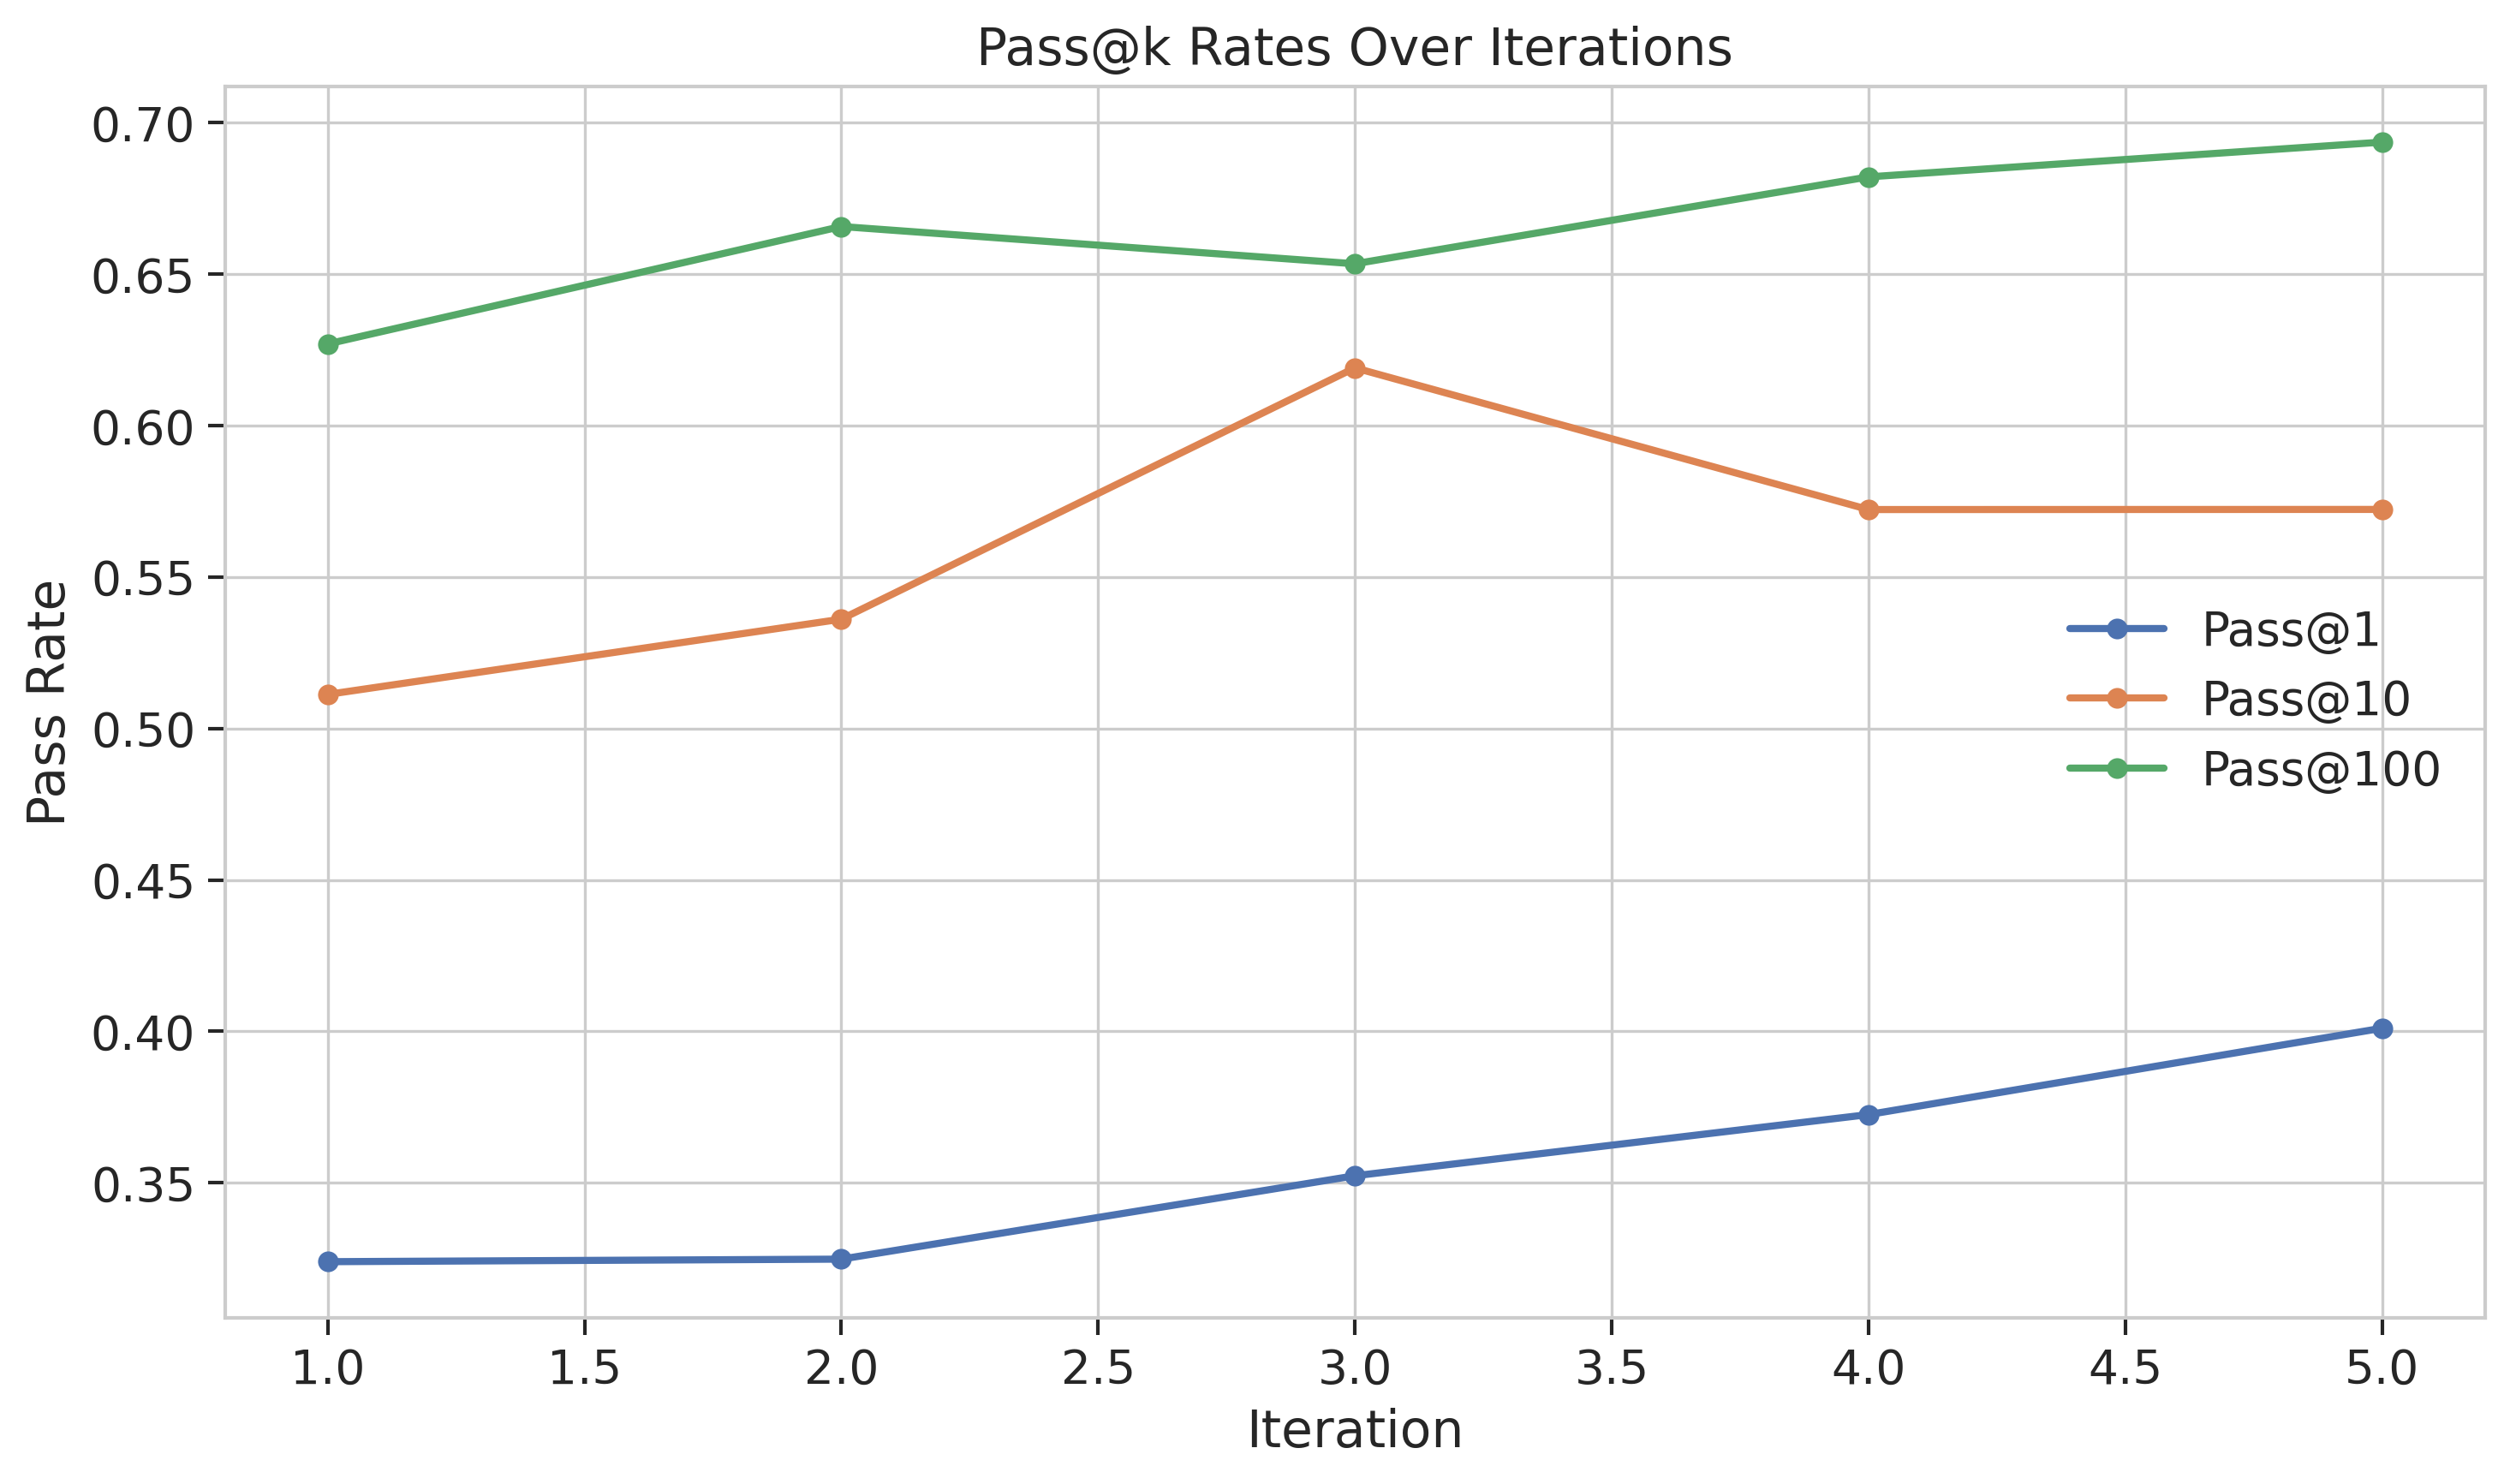 Pass@k Rates Over Iterations
Pass Rate
0.70
0.65
0.60
0.55
0.50
0.45
0.40
0.35
Pass@1
Pass@10
Pass@100
1.0 1.5 2.0 2.5 3.0 3.5 4.0 4.5 5.0
Iteration